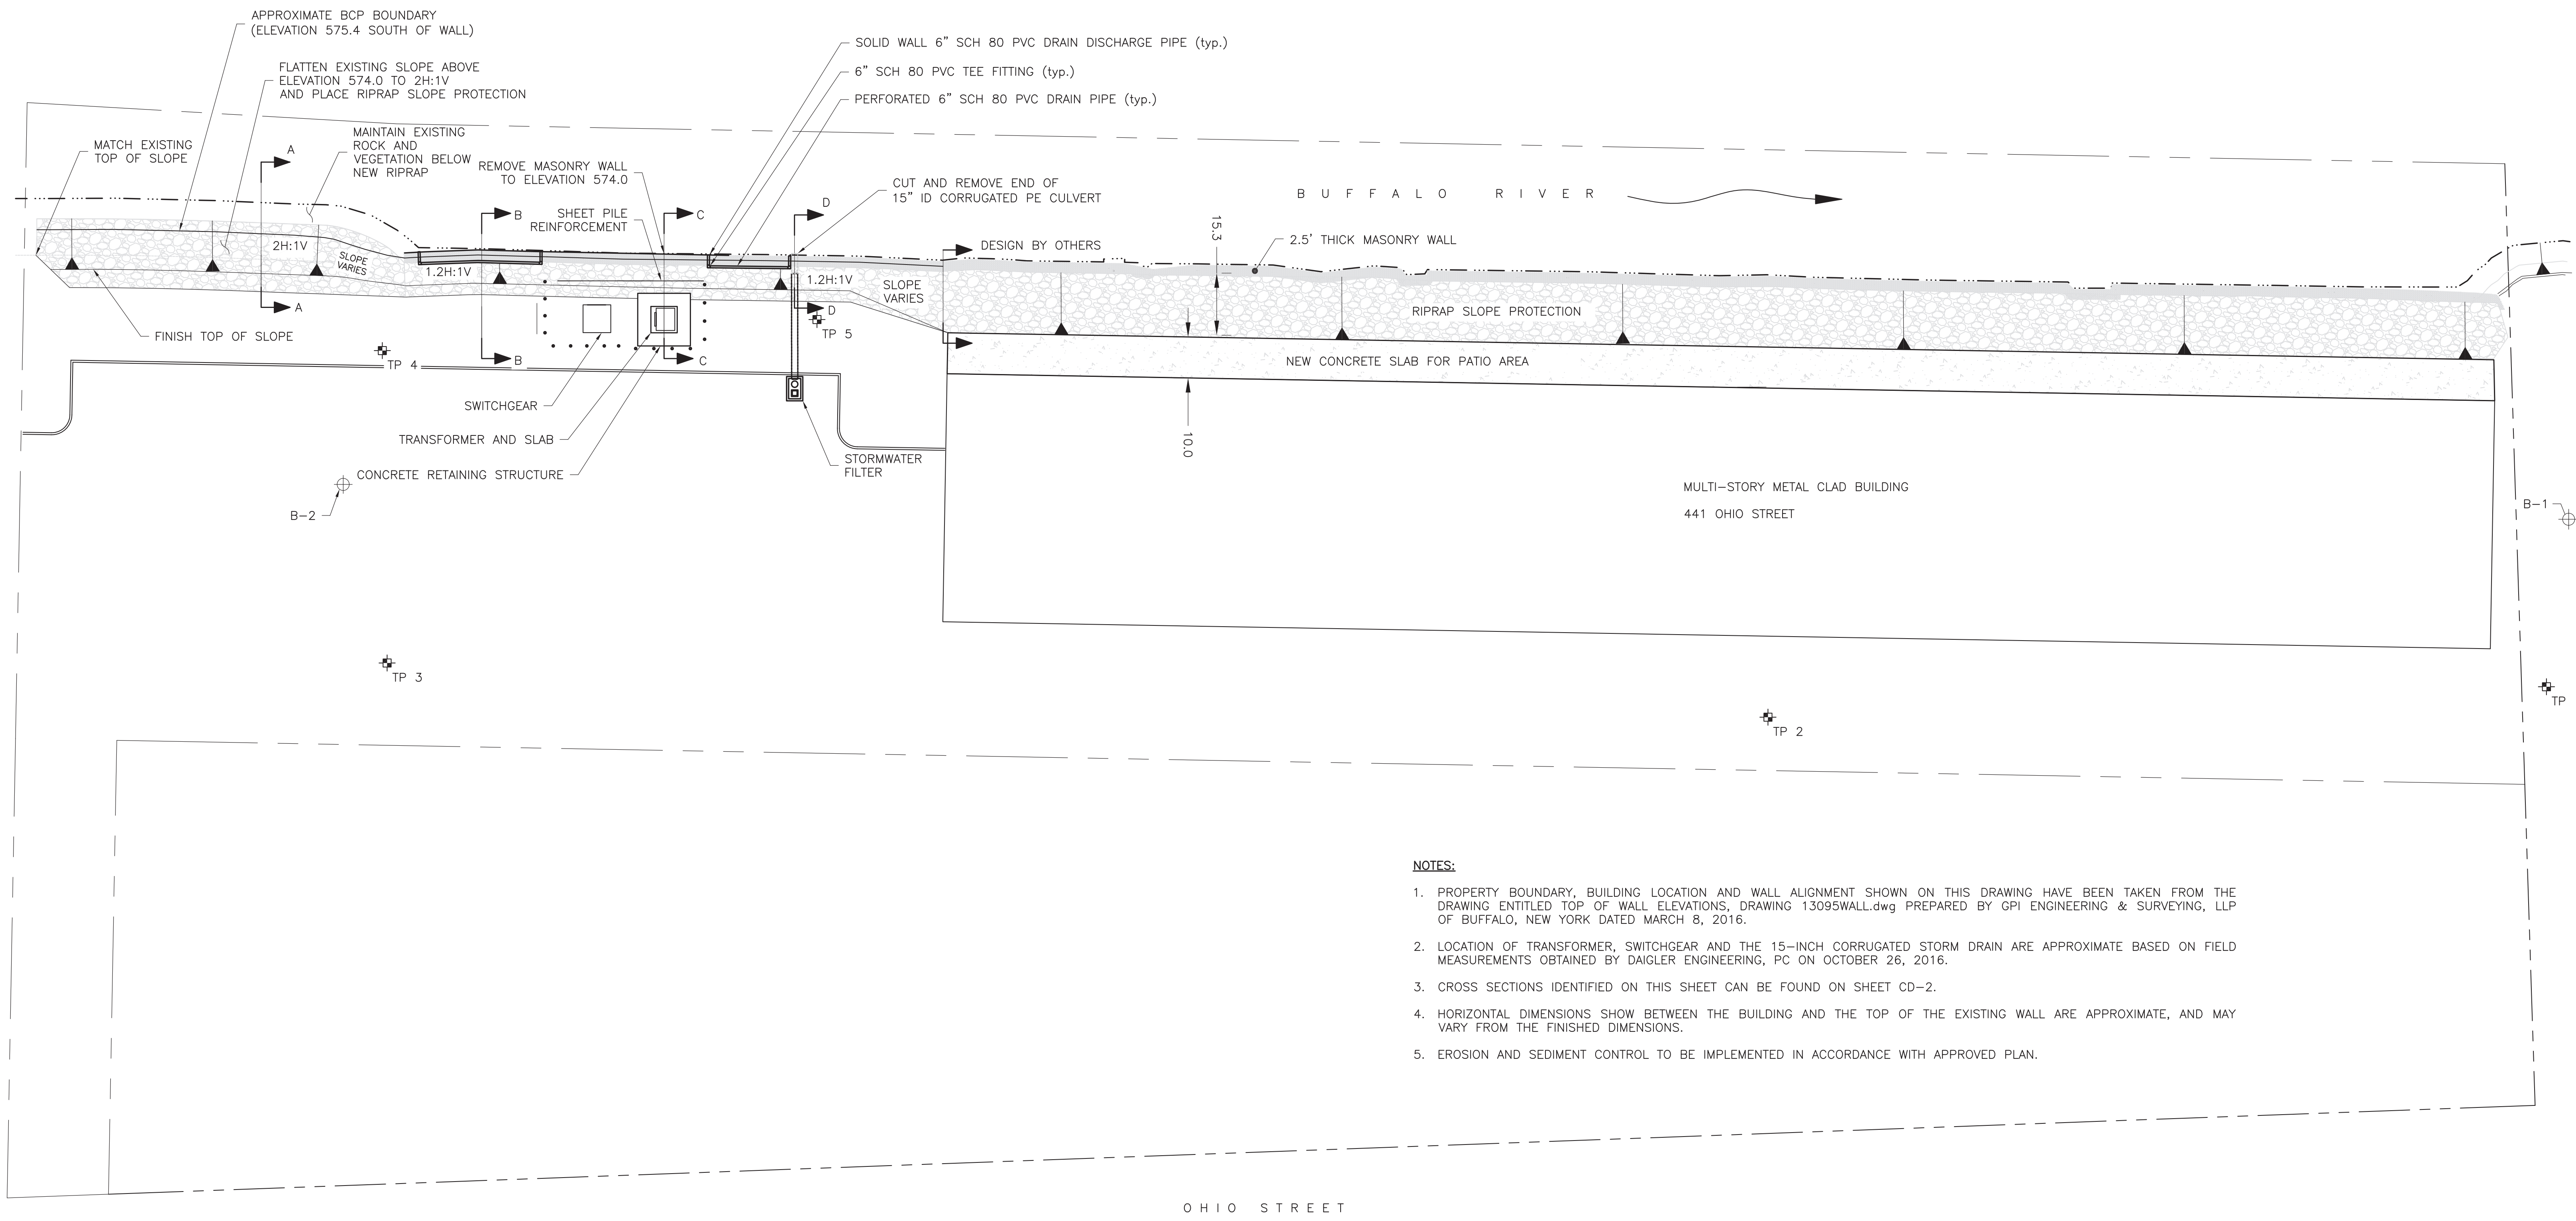 APPROXIMATE BCP BOUNDARY
(ELEVATION 575.4 SOUTH OF WALL)
FLATTEN EXISTING SLOPE ABOVE
ELEVATION 574.0 TO 2H:1V
AND PLACE RIPRAP SLOPE PROTECTION
SOLID WALL 6" SCH 80 PVC DRAIN DISCHARGE PIPE (typ.)
6" SCH 80 PVC TEE FITTING (typ.)
PERFORATED 6" SCH 80 PVC DRAIN PIPE (typ.)
MATCH EXISTING
TOP OF SLOPE
A
MAINTAIN EXISTING
ROCK AND
VEGETATION BELOW
NEW RIPRAP
REMOVE MASONRY WALL
TO ELEVATION 574.0
SHEET PILE
REINFORCEMENT
B
C
D
CUT AND REMOVE END OF
15" ID CORRUGATED PE CULVERT
BUFFALO RIVER
DESIGN BY OTHERS
15.3
2.5' THICK MASONRY WALL
2H:1V
SLOPE
VARIES
1.2H:1V
1.2H:1V
SLOPE
VARIES
RIPRAP SLOPE PROTECTION
A
D
FINISH TOP OF SLOPE
TP 5
TP 4
B
C
NEW CONCRETE SLAB FOR PATIO AREA
10.0
SWITCHGEAR
TRANSFORMER AND SLAB
CONCRETE RETAINING STRUCTURE
STORMWATER
FILTER
B-2
MULTI-STORY METAL CLAD BUILDING
441 OHIO STREET
B-1
TP 3
TP 2
TP
NOTES:
1. PROPERTY BOUNDARY, BUILDING LOCATION AND WALL ALIGNMENT SHOWN ON THIS DRAWING HAVE BEEN TAKEN FROM THE
DRAWING ENTITLED TOP OF WALL ELEVATIONS, DRAWING 13095WALL.dwg PREPARED BY GPI ENGINEERING & SURVEYING, LLP
OF BUFFALO, NEW YORK DATED MARCH 8, 2016.
2. LOCATION OF TRANSFORMER, SWITCHGEAR AND THE 15-INCH CORRUGATED STORM DRAIN ARE APPROXIMATE BASED ON FIELD
MEASUREMENTS OBTAINED BY DAIGLER ENGINEERING, PC ON OCTOBER 26, 2016.
3. CROSS SECTIONS IDENTIFIED ON THIS SHEET CAN BE FOUND ON SHEET CD-2.
4. HORIZONTAL DIMENSIONS SHOW BETWEEN THE BUILDING AND THE TOP OF THE EXISTING WALL ARE APPROXIMATE, AND MAY
VARY FROM THE FINISHED DIMENSIONS.
5. EROSION AND SEDIMENT CONTROL TO BE IMPLEMENTED IN ACCORDANCE WITH APPROVED PLAN.
OHIO STREET